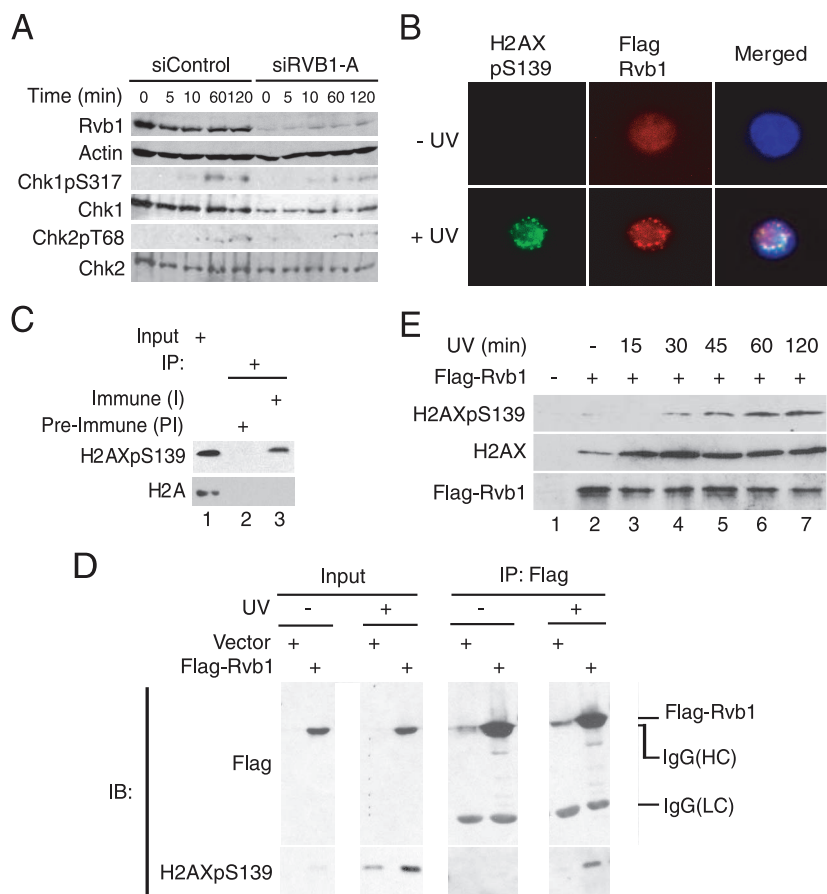 A
siControl siRVB1-A
Time (min) 0 5 10 60 120 0 5 10 60 120
Rvb1
Actin
Chk1pS317
Chk1
Chk2pT68
Chk2
B
H2AX pS139
Flag Rvb1
Merged
- UV
+ UV
C
Input +
IP: +
Immune (I) +
Pre-Immune (PI) +
H2AXpS139
H2A
1 2 3
E
UV (min) - 15 30 45 60 120
Flag-Rvb1 - + + + + + +
H2AXpS139
H2AX
Flag-Rvb1
1 2 3 4 5 6 7
D
Input IP: Flag
UV - + - +
Vector + + + +
Flag-Rvb1 + + + +
IB:
Flag
H2AXpS139
Flag-Rvb1
IgG(HC)
IgG(LC)